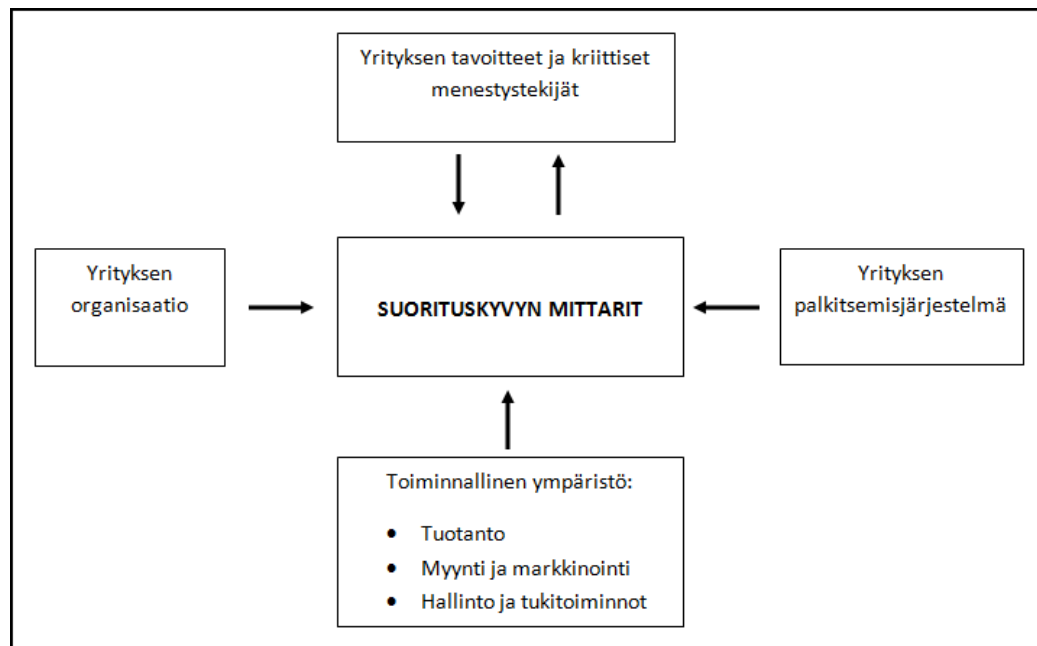 Yrityksen tavoitteet ja kriittiset
menestystekijät
Yrityksen
organisaatio
SUORITUSKYVYN MITTARIT
Yrityksen
palkitsemisjärjestelmä
Toiminnallinen ympäristö:
• Tuotanto
• Myynti ja markkinointi
• Hallinto ja tukitoiminnot